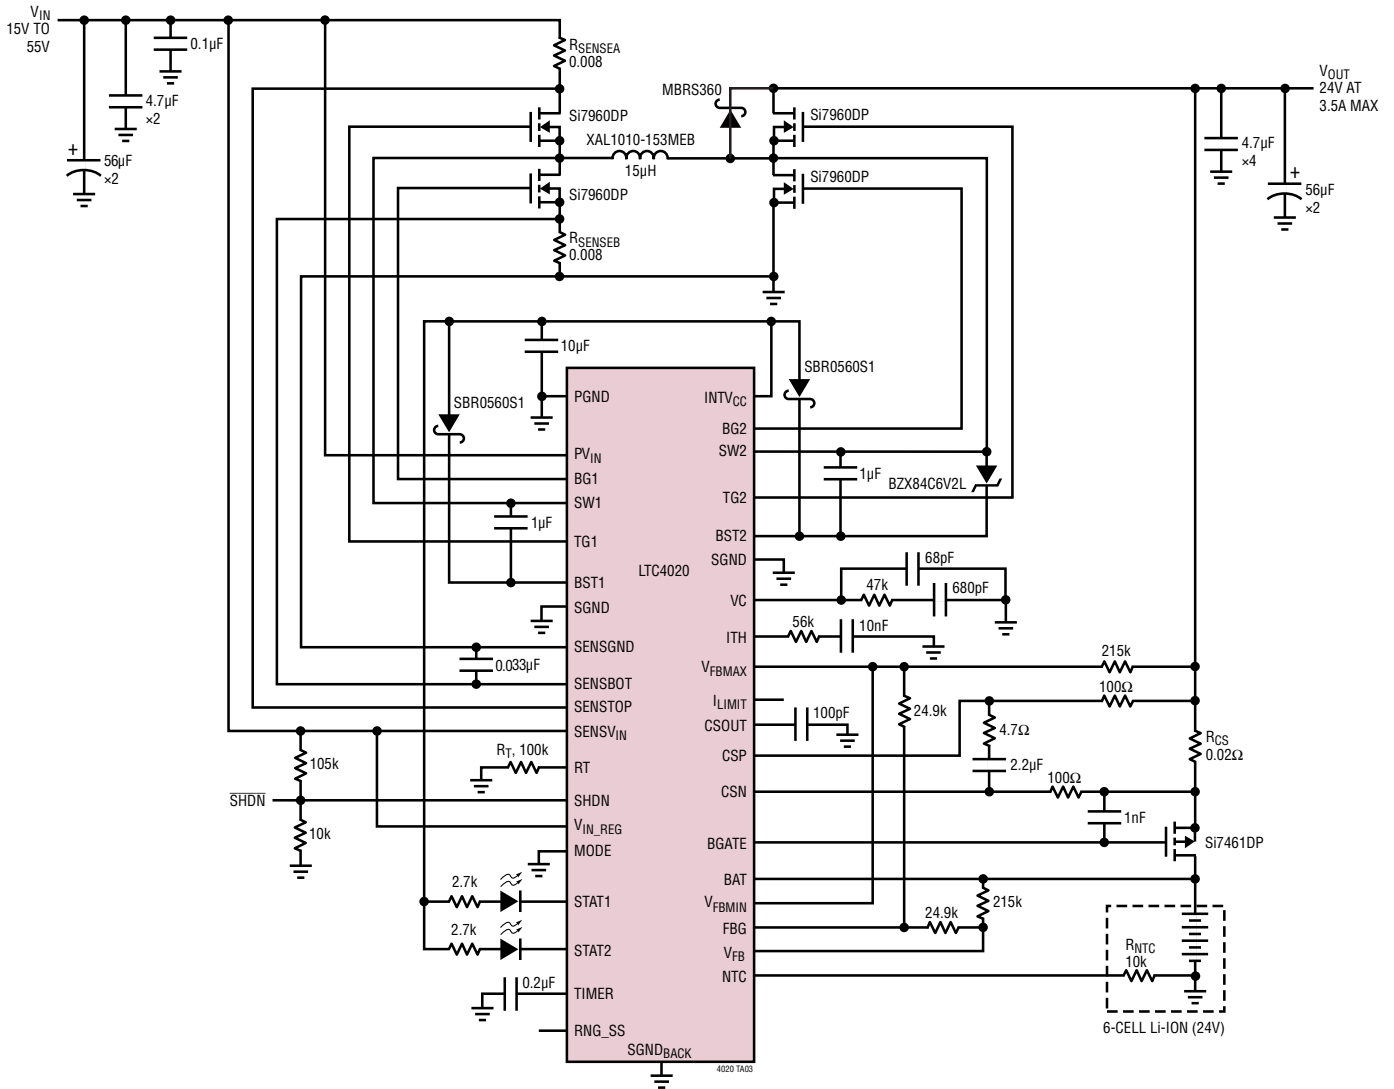 VIN
15V TO
55V
0.1µF
4.7µF
×2
+
56µF
×2
RSENSEA
0.008
Si7960DP
XAL1010-153MEB
15µH
Si7960DP
RSENSEB
0.008
MBRS360
Si7960DP
Si7960DP
VOUT
24V AT
3.5A MAX
4.7µF
×4
+
56µF
×2
10µF
SBR0560S1
SBR0560S1
1µF
1µF
BZX84C6V2L
LTC4020
PGND
PVIN
BG1
SW1
TG1
BST1
SGND
SENSGND
SENSBOT
SENSTOP
SENSVIN
RT
SHDN
VIN_REG
MODE
STAT1
STAT2
TIMER
RNG_SS
SGNDBACK
INTVCC
BG2
SW2
TG2
BST2
SGND
VC
ITH
VFBMAX
ILIMIT
CSOUT
CSP
CSN
BGATE
BAT
VFBMIN
FBG
VFB
NTC
0.033µF
RT, 100k
105k
SHDN
10k
2.7k
2.7k
0.2µF
68pF
47k
680pF
56k
10nF
215k
100Ω
24.9k
100pF
4.7Ω
2.2µF
RCS
0.02Ω
100Ω
1nF
Si7461DP
215k
24.9k
RNTC
10k
6-CELL Li-ION (24V)
4020 TA03